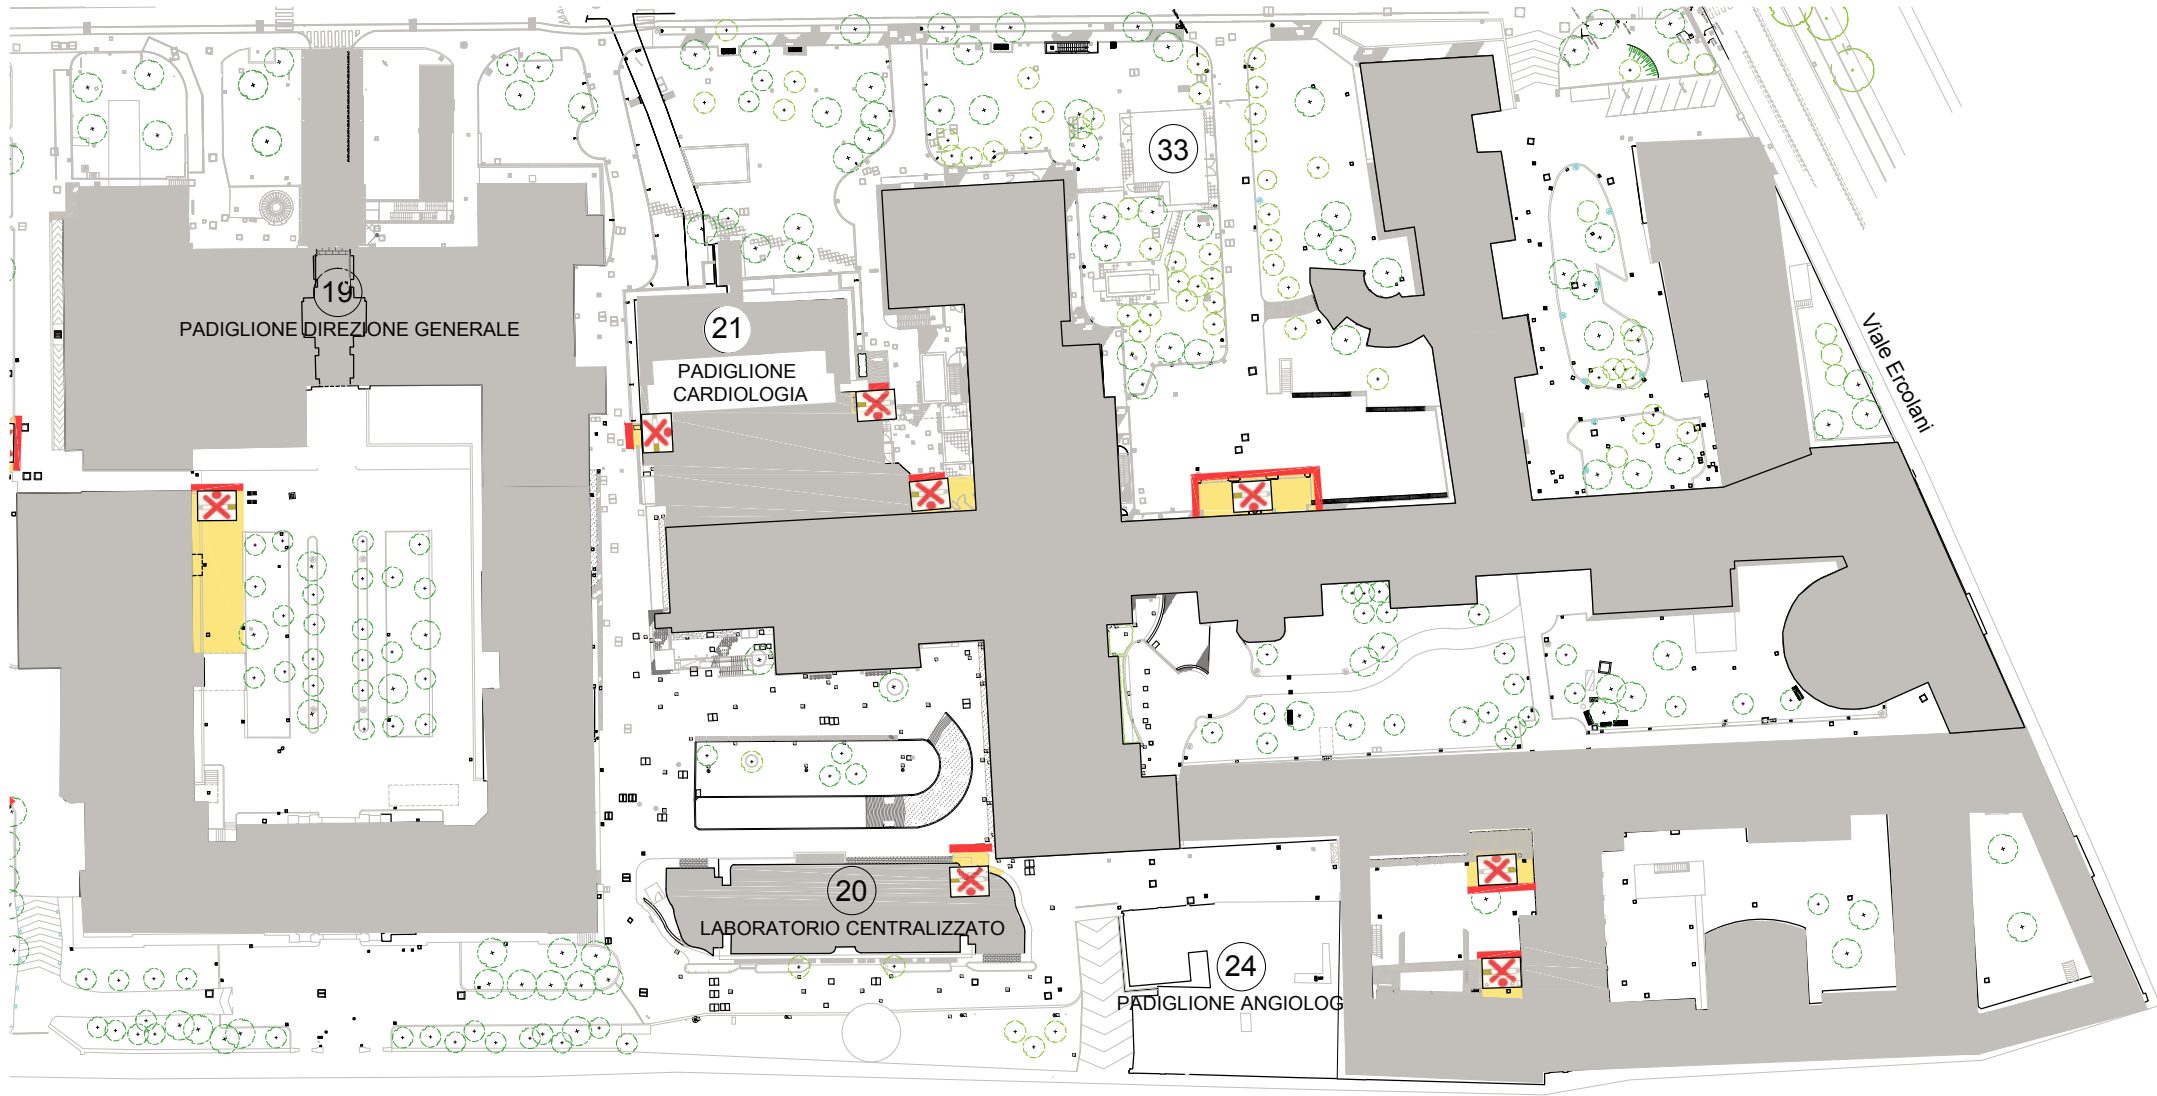 33
19
PADIGLIONE DIREZIONE GENERALE
21
PADIGLIONE
CARDIOLOGIA
Viale Ercolani
20
LABORATORIO CENTRALIZZATO
24
PADIGLIONE ANGIOLOG